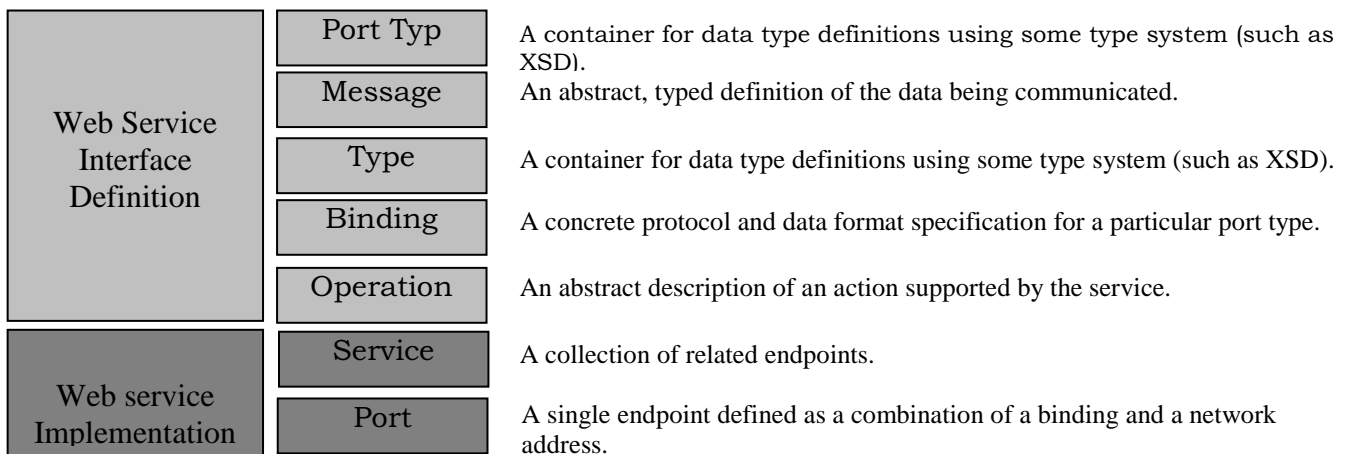 Port Typ
A container for data type definitions using some type system (such as
XSD).
Message
An abstract, typed definition of the data being communicated.
Web Service
Interface
Definition
Type
A container for data type definitions using some type system (such as XSD).
Binding
A concrete protocol and data format specification for a particular port type.
Operation
An abstract description of an action supported by the service.
Service
A collection of related endpoints.
Web service
Implementation
Port
A single endpoint defined as a combination of a binding and a network
address.